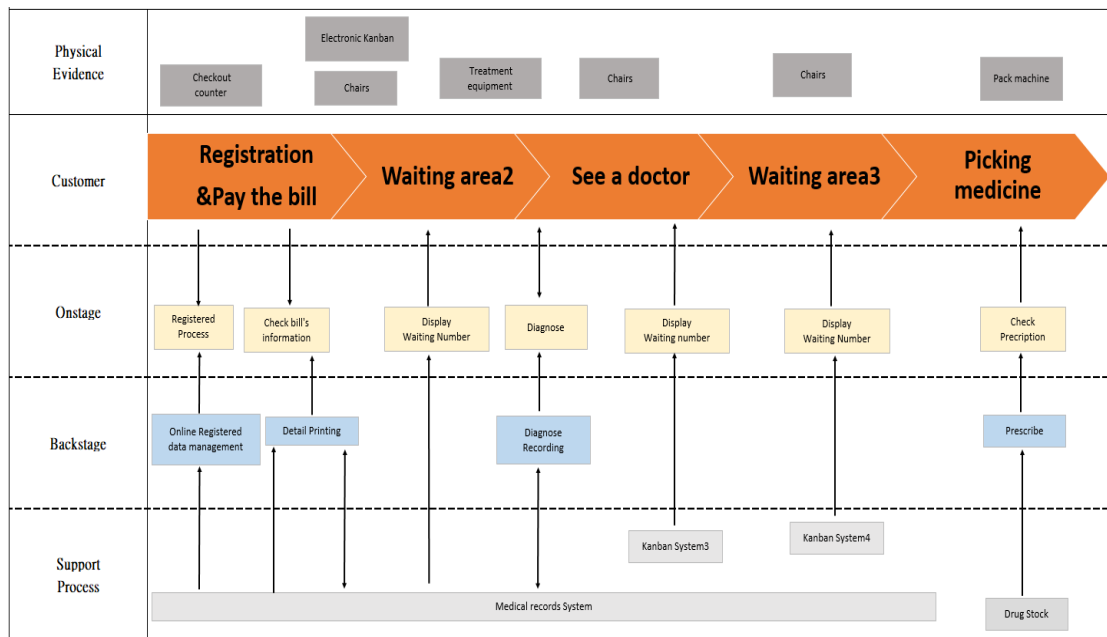 Physical
Evidence
Electronic Kanban
Checkout
counter
Chairs
Treatment
equipment
Chairs
Chairs
Pack machine
Customer
Registration
&Pay the bill
Waiting area2
See a doctor
Waiting area3
Picking
medicine
Onstage
Registered
Process
Check bill's
information
Display
Waiting Number
Diagnose
Display
Waiting number
Display
Waiting Number
Check
Precription
Backstage
Online Registered
data management
Detail Printing
Diagnose
Recording
Prescribe
Support
Process
Kanban System3
Kanban System4
Medical records System
Drug Stock